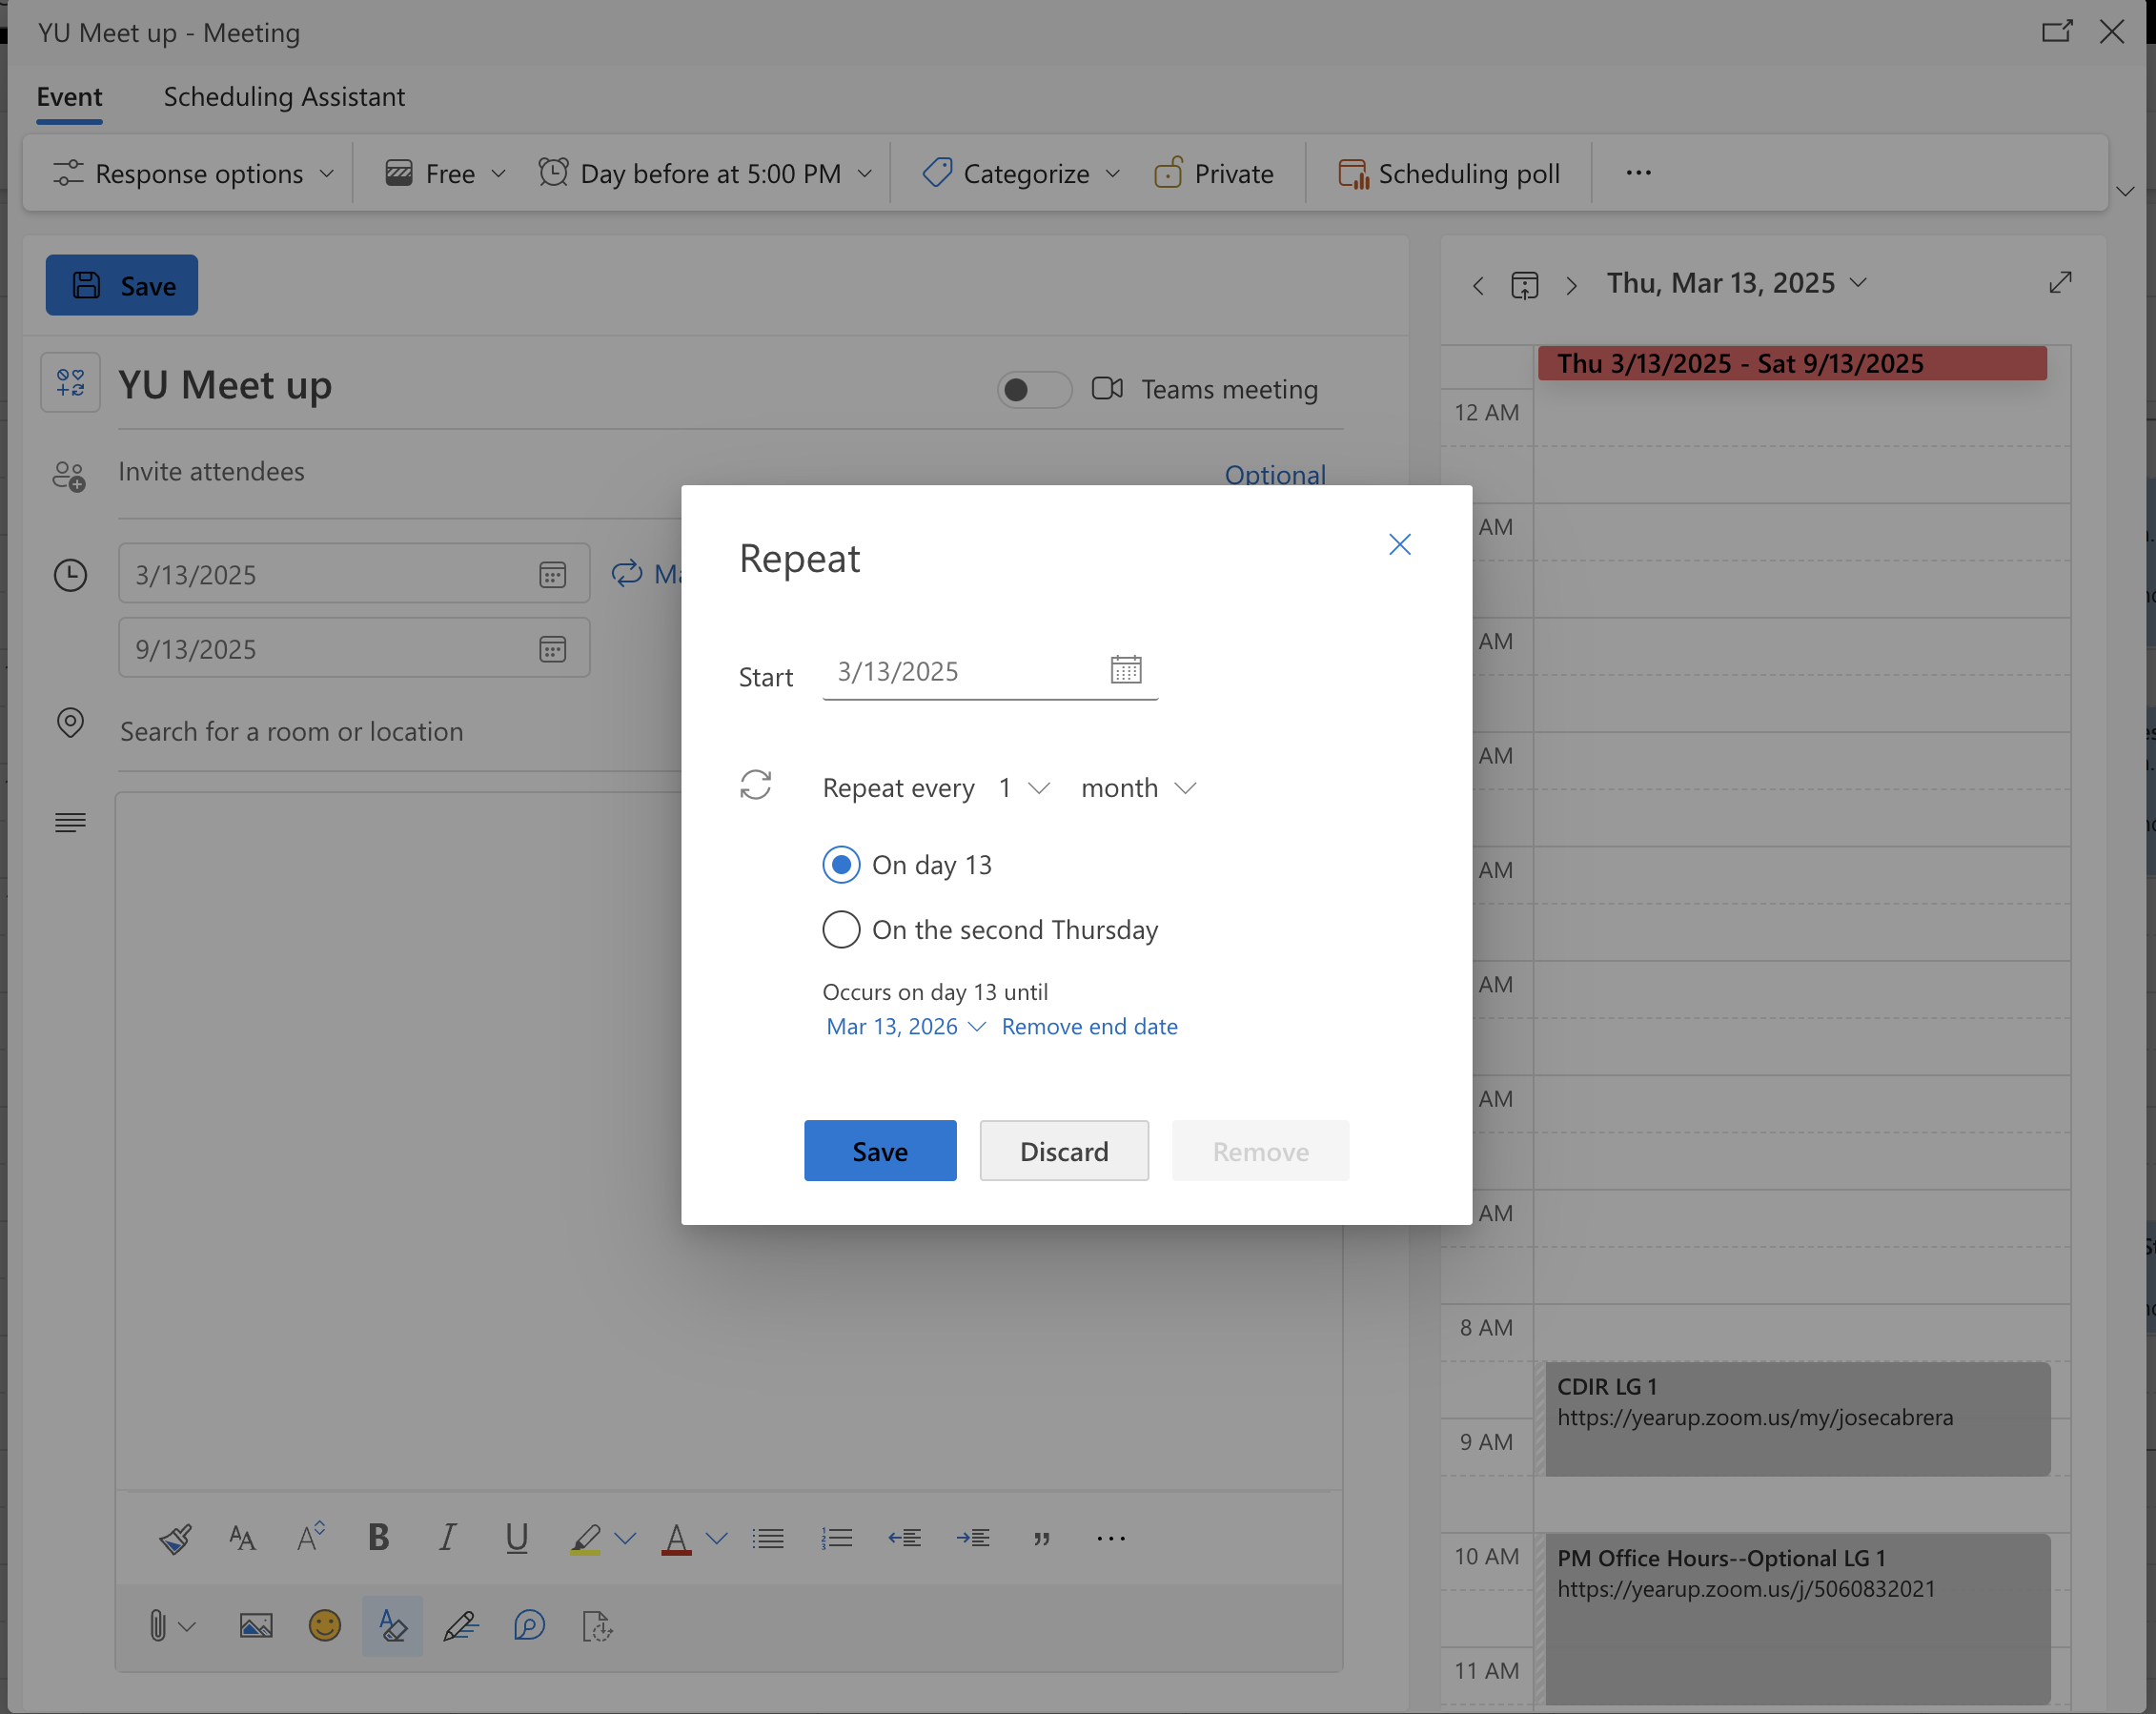 YU Meet up - Meeting
Event
Scheduling Assistant
Response options
Free
Day before at 5:00 PM
Categorize
Private
Scheduling poll
Save
YU Meet up
Teams meeting
Invite attendees
Optional
3/13/2025
9/13/2025
Search for a room or location
Repeat
Start
3/13/2025
Repeat every 1 month
On day 13
On the second Thursday
Occurs on day 13 until
Mar 13, 2026 Remove end date
Save
Discard
Remove
Thu, Mar 13, 2025
Thu 3/13/2025 - Sat 9/13/2025
12 AM
AM
AM
AM
AM
AM
AM
AM
8 AM
CDIR LG 1
https://yearup.zoom.us/my/josecabrera
9 AM
10 AM
PM Office Hours--Optional LG 1
https://yearup.zoom.us/j/5060832021
11 AM